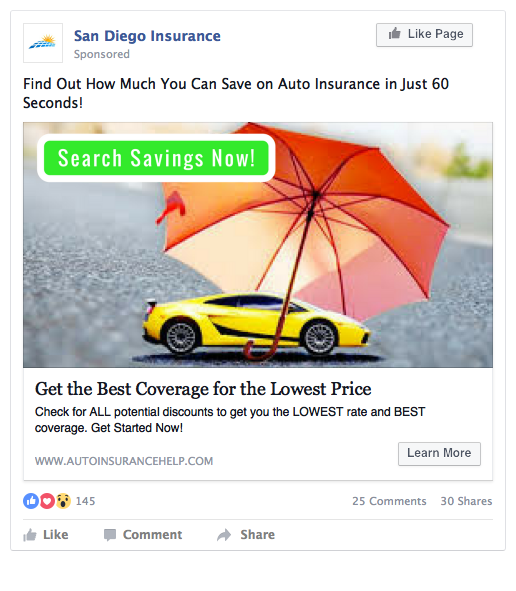 San Diego Insurance
Like Page
Sponsored
Find Out How Much You Can Save on Auto Insurance in Just 60
Seconds!
Search Savings Now!
Get the Best Coverage for the Lowest Price
Check for ALL potential discounts to get you the LOWEST rate and BEST
coverage. Get Started Now!
WWW.AUTOINSURANCEHELP.COM
Learn More
145
25 Comments
30 Shares
Like
Comment
Share